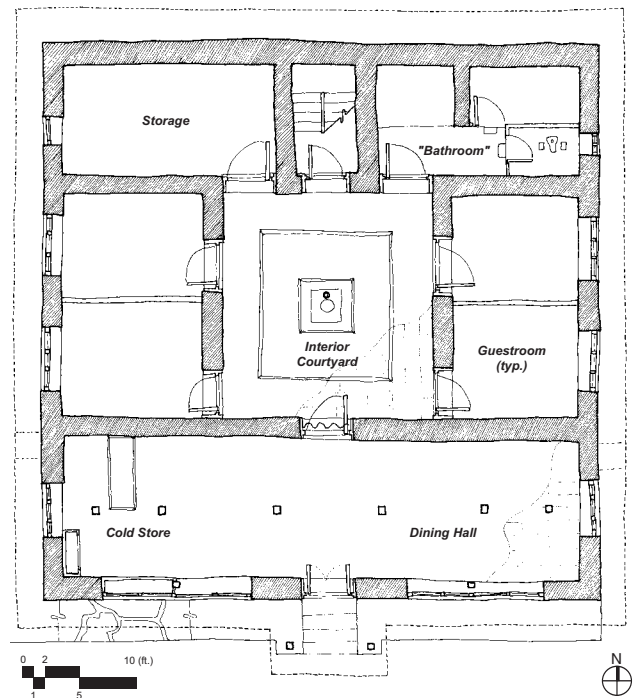 Storage
"Bathroom"
Interior
Courtyard
Guestroom
(typ.)
Cold Store
Dining Hall
0 2 10 (ft.)
1 5
N